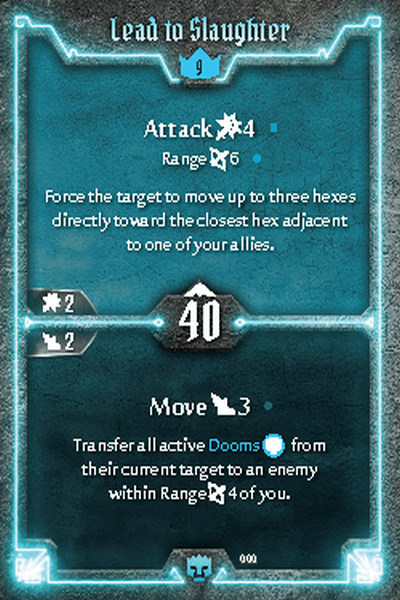 Lead to Slaughter
9
Attack 4
Range 6
Force the target to move up to three hexes
directly toward the closest hex adjacent
to one of your allies.
2
40
2
Move 3
Transfer all active Dooms from
their current target to an enemy
within Range 4 of you.
000